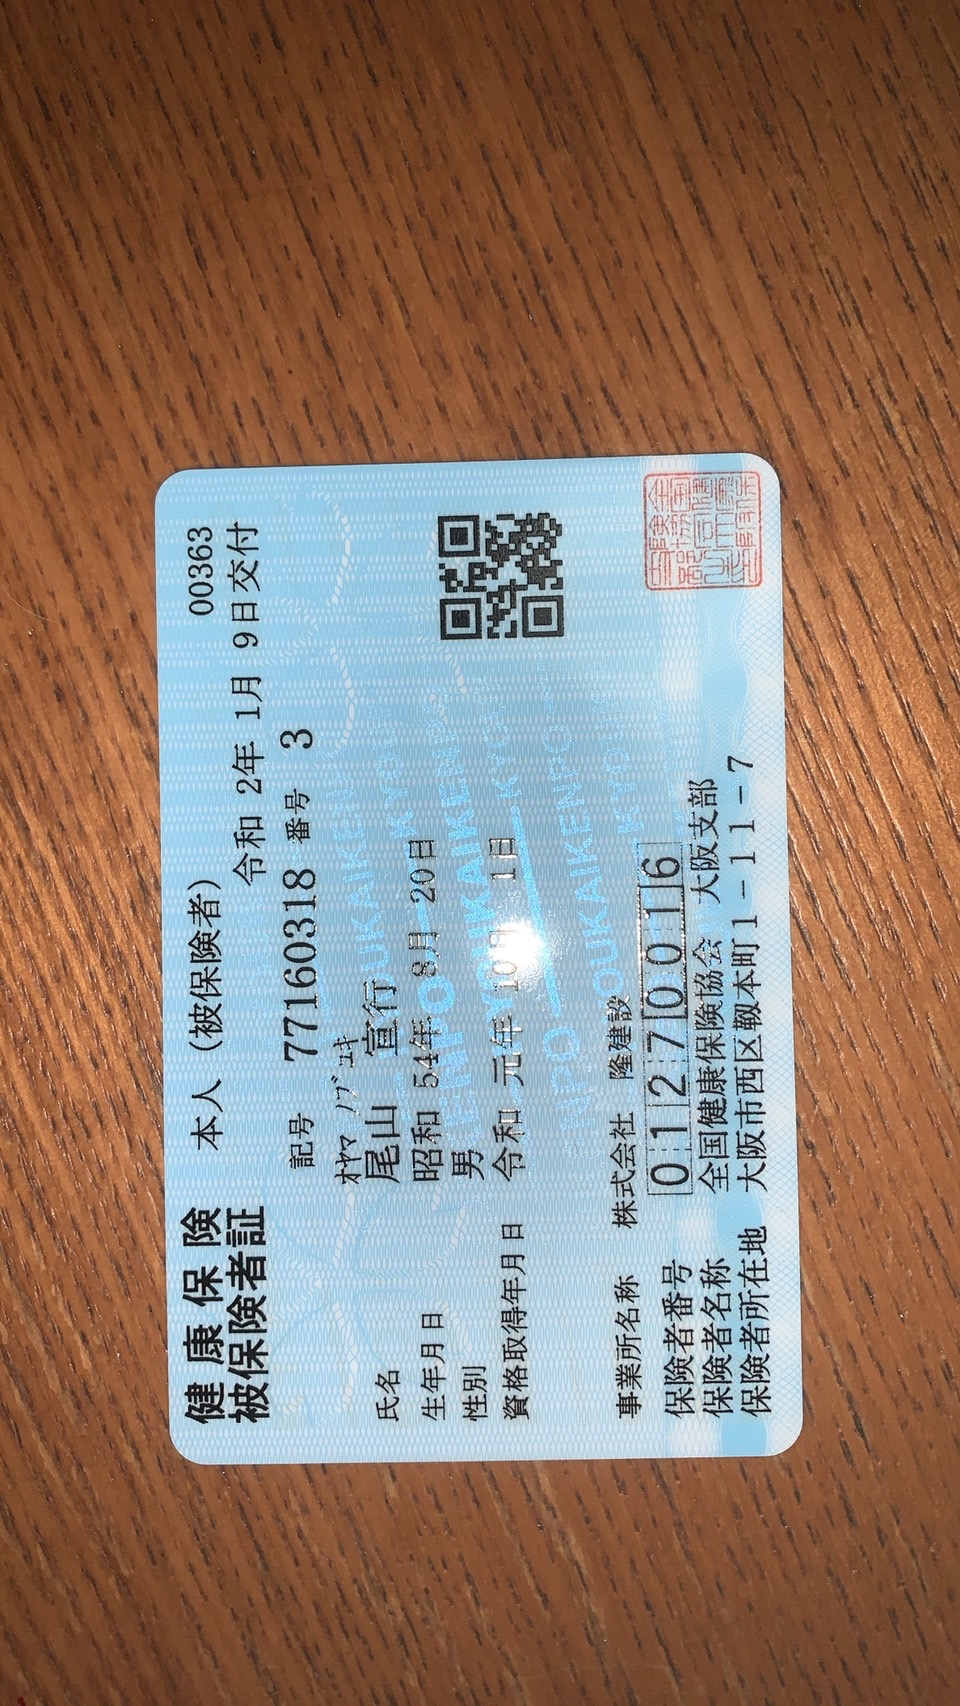 健康保険
被保険者証
本人（被保険者）
00363
令和 2年 1月 9日交付
記号 77160318 番号 3
ｵﾔﾏ ﾉﾌﾞﾕｷ
氏名 尾山 宣行
生年月日 昭和 54年 8月 20日
性別 男
資格取得年月日 令和 元年 10月 1日
事業所名称 株式会社 隆建設
保険者番号 01270016
保険者名称 全国健康保険協会 大阪支部
保険者所在地 大阪市西区靱本町1-11-7